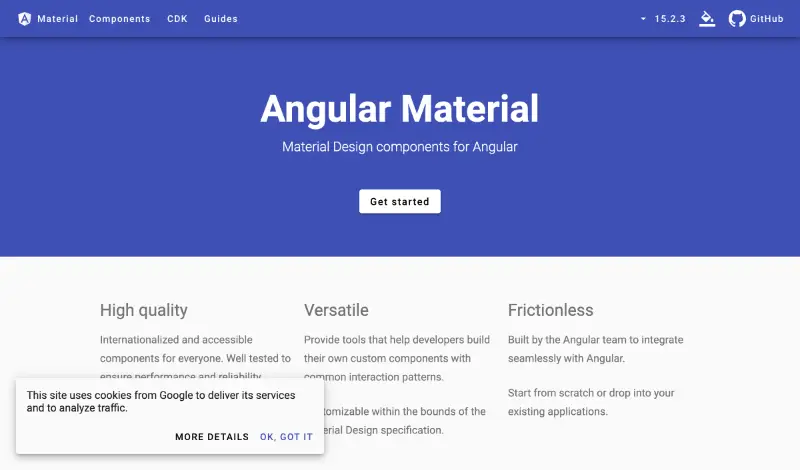 Material Components CDK Guides 15.2.3 GitHub
Angular Material
Material Design components for Angular
Get started
High quality
Internationalized and accessible
components for everyone. Well tested to
ensure performance and reliability.
Versatile
Provide tools that help developers build
their own custom components with
common interaction patterns.
within the bounds of the
Design specification.
Frictionless
Built by the Angular team to integrate
seamlessly with Angular.
Start from scratch or drop into your
existing applications.
This site uses cookies from Google to deliver its services
and to analyze traffic.
MORE DETAILS OK, GOT IT